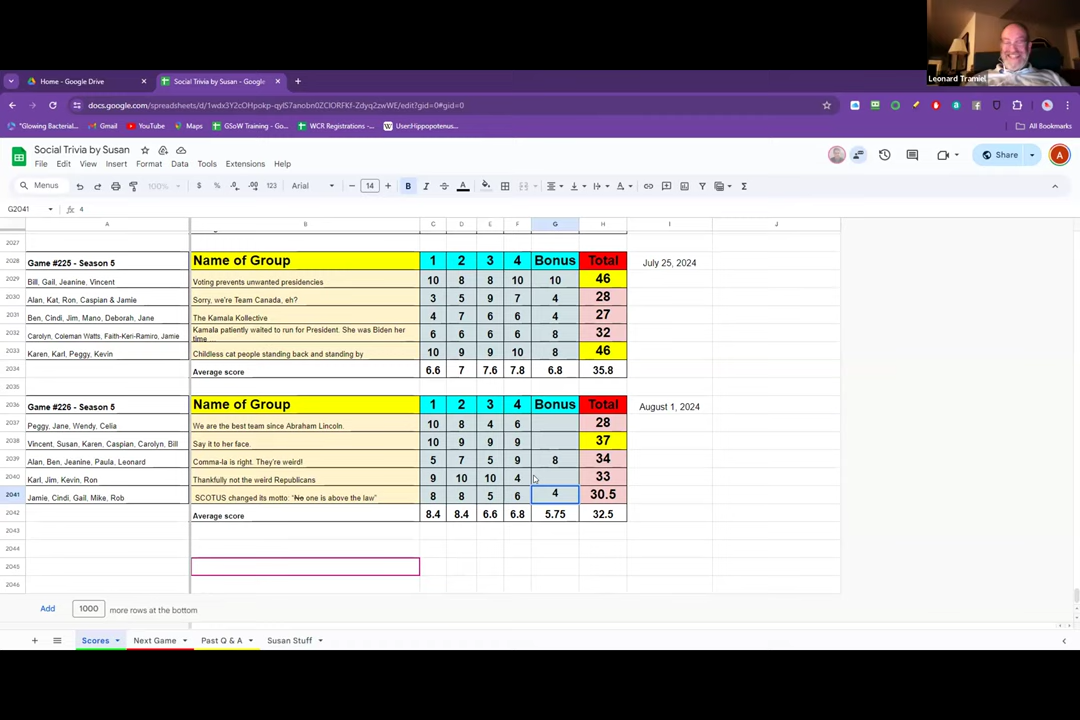 Leonard Tramiel
Home - Google Drive
Social Trivia by Susan - Google
docs.google.com/spreadsheets/d/1wdx3Y2cOHpokp-qyIS7anobn0ZClORFKf-Zdyq2zwWE/edit?gid=0#gid=0
"Glowing Bacterial...
Gmail
YouTube
Maps
GSoW Training - Go...
WCR Registrations -...
User:Hippopotenus...
All Bookmarks
Social Trivia by Susan
File Edit View Insert Format Data Tools Extensions Help
Share
A
Menus 100% $ % .0 .00 123 Arial 14 B I A
G2041 fx 4
A B C D E F G H I J
2027
2028 Game #225 - Season 5 Name of Group 1 2 3 4 Bonus Total July 25, 2024
2029 Bill, Gail, Jeanine, Vincent Voting prevents unwanted presidencies 10 8 8 10 10 46
2030 Alan, Kat, Ron, Caspian & Jamie Sorry, we're Team Canada, eh? 3 5 9 7 4 28
2031 Ben, Cindi, Jim, Mano, Deborah, Jane The Kamala Kollective 4 7 6 6 4 27
2032 Carolyn, Coleman Watts, Faith-Keri-Ramiro, Jamie Kamala patiently waited to run for President. She was Biden her
time 6 6 6 6 8 32
2033 Karen, Karl, Peggy, Kevin Childless cat people standing back and standing by 10 9 9 10 8 46
2034 Average score 6.6 7 7.6 7.8 6.8 35.8
2035
2036 Game #226 - Season 5 Name of Group 1 2 3 4 Bonus Total August 1, 2024
2037 Peggy, Jane, Wendy, Celia We are the best team since Abraham Lincoln. 10 8 4 6 28
2038 Vincent, Susan, Karen, Caspian, Carolyn, Bill Say it to her face. 10 9 9 9 37
2039 Alan, Ben, Jeanine, Paula, Leonard Comma-la is right. They're weird! 5 7 5 9 8 34
2040 Karl, Jim, Kevin, Ron Thankfully not the weird Republicans 9 10 10 4 33
2041 Jamie, Cindi, Gail, Mike, Rob SCOTUS changed its motto: "No one is above the law" 8 8 5 6 4 30.5
2042 Average score 8.4 8.4 6.6 6.8 5.75 32.5
2043
2044
2045
2046
Add 1000 more rows at the bottom
Scores Next Game Past Q & A Susan Stuff